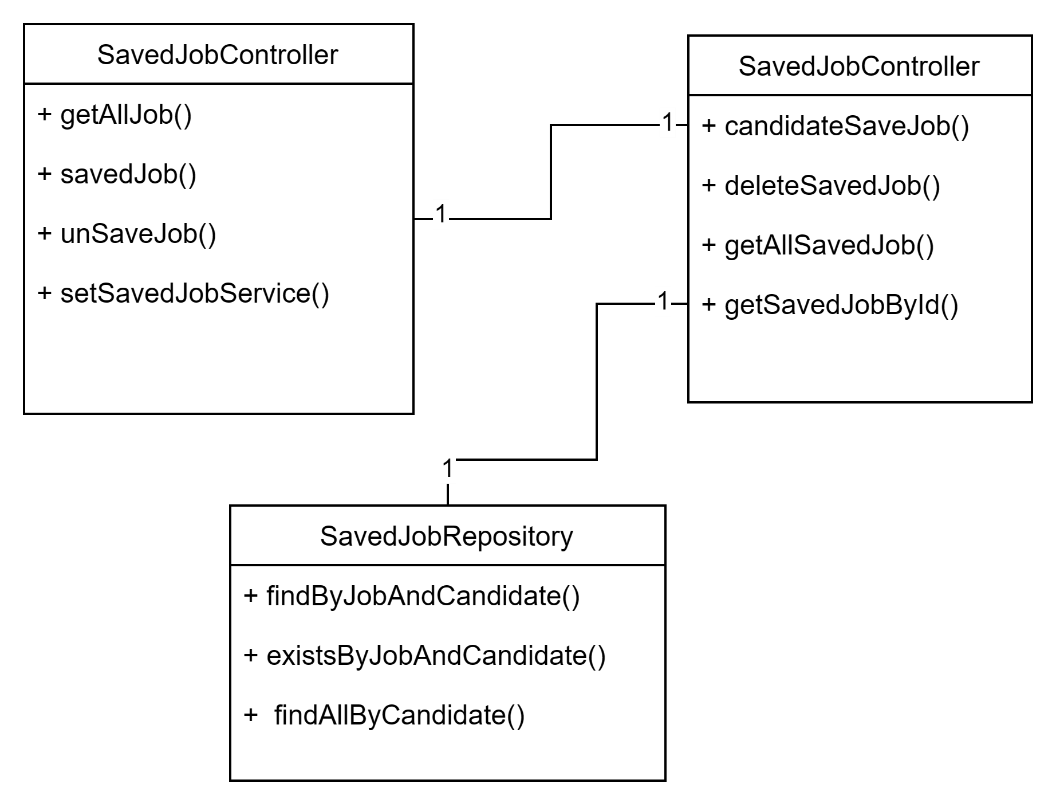 SavedJobController
+ getAllJob()
+ savedJob()
+ unSaveJob()
+ setSavedJobService()
1
1
SavedJobController
+ candidateSaveJob()
+ deleteSavedJob()
+ getAllSavedJob()
+ getSavedJobById()
1
1
SavedJobRepository
+ findByJobAndCandidate()
+ existsByJobAndCandidate()
+ findAllByCandidate()